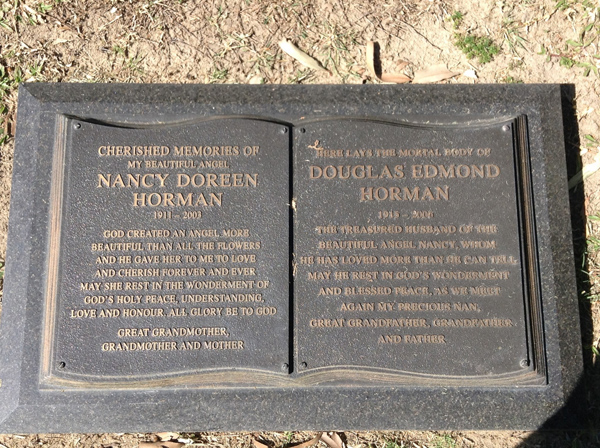 CHERISHED MEMORIES OF
MY BEAUTIFUL ANGEL
NANCY DOREEN
HORMAN
1911 – 2003
GOD CREATED AN ANGEL MORE
BEAUTIFUL THAN ALL THE FLOWERS
AND HE GAVE HER TO ME TO LOVE
AND CHERISH FOREVER AND EVER
MAY SHE REST IN THE WONDERMENT OF
GOD'S HOLY PEACE, UNDERSTANDING,
LOVE AND HONOUR, ALL GLORY BE TO GOD
GREAT GRANDMOTHER,
GRANDMOTHER AND MOTHER
HERE LAYS THE MORTAL BODY OF
DOUGLAS EDMOND
HORMAN
THE TREASURED HUSBAND OF THE
BEAUTIFUL ANGEL NANCY, WHOM
HE HAS LOVED MORE THAN HE CAN TELL
MAY HE REST IN GOD'S WONDERMENT
AND BLESSED PEACE, AS WE MEET
AGAIN MY PRECIOUS NAN,
GREAT GRANDFATHER, GRANDFATHER
AND FATHER